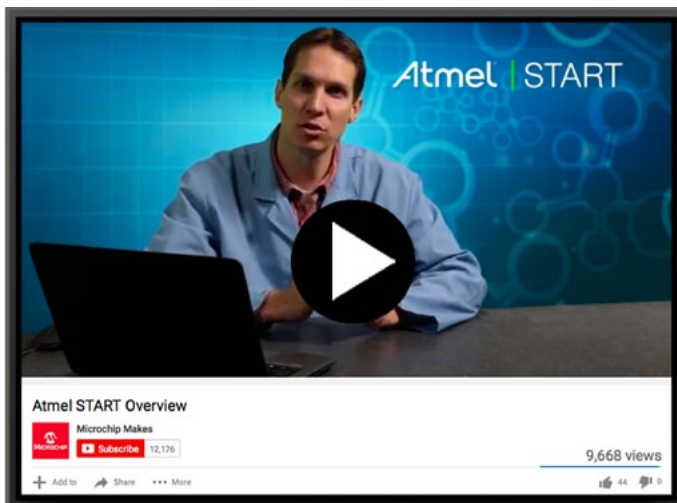 Atmel | START
Atmel START Overview
MICROCHIP
Microchip Makes
Subscribe 12,176
9,668 views
Add to Share More
44 0